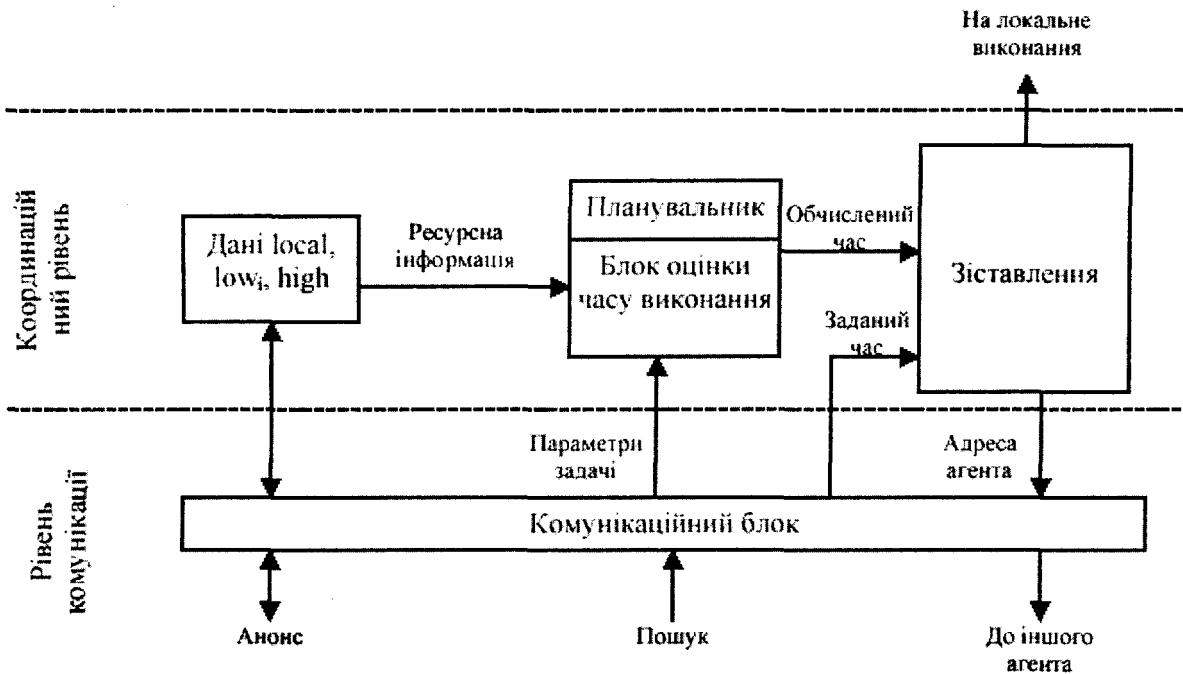 На локальне
виконання
Координацій
ний рівень
Дані local,
lowᵢ, high
Ресурсна
інформація
Планувальник
Блок оцінки
часу виконання
Обчислений
час
Заданий
час
Зіставлення
Рівень
комунікації
Параметри
задачі
Адреса
агента
Комунікаційний блок
Анонс
Пошук
До іншого
агента